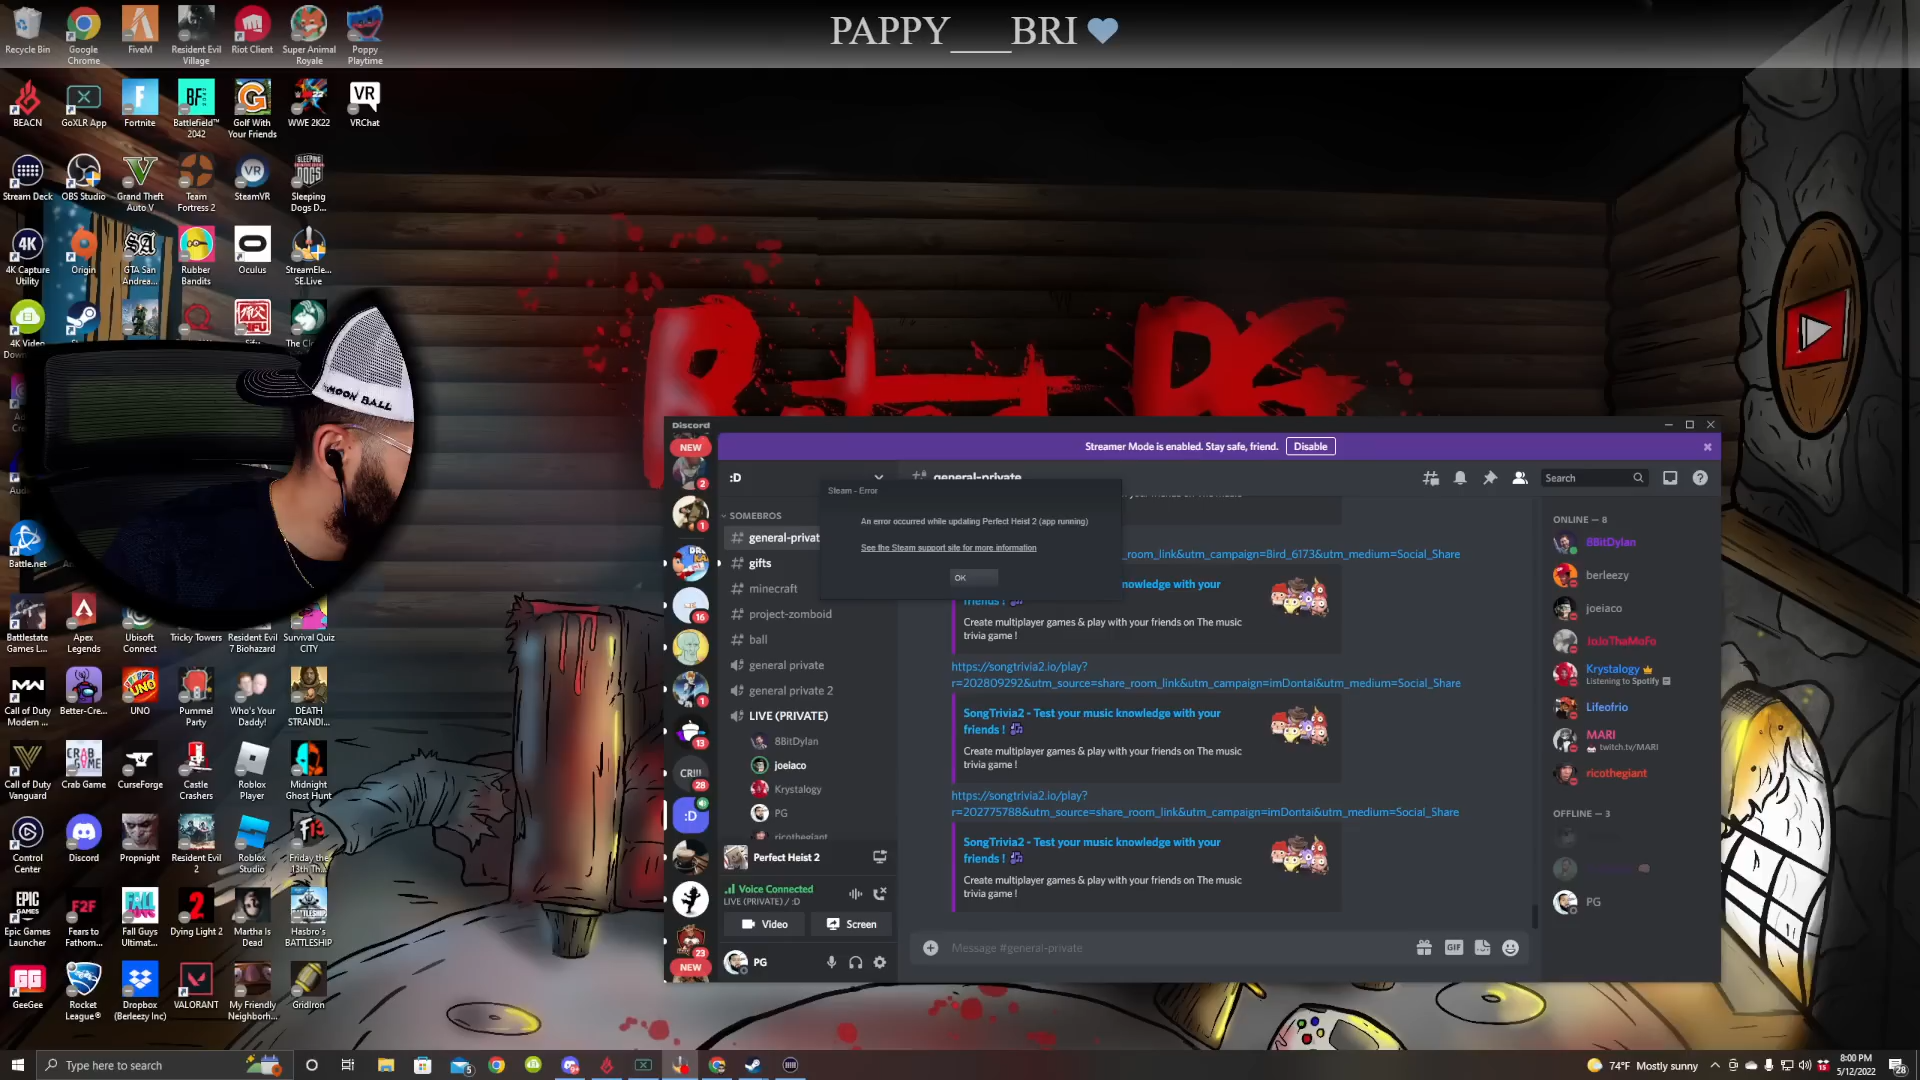 PAPPY___BRI
Recycle Bin
Google Chrome
FiveM
Resident Evil Village
Riot Client
Super Animal Royale
Poppy Playtime
BEACN
GoXLR App
Fortnite
Battlefield™ 2042
Golf With Your Friends
WWE 2K22
VRChat
Stream Deck
OBS Studio
Grand Theft Auto V
Team Fortress 2
SteamVR
Sleeping Dogs D...
4K Capture Utility
Origin
GTA San Andrea...
Rubber Bandits
Oculus
StreamEle... SE.Live
4K Video Down...
Sifu
The Cl
MOON BALL
Battle.net
Battlestate Games L...
Apex Legends
Ubisoft Connect
Tricky Towers
Resident Evil 7 Biohazard
Survival Quiz CITY
Call of Duty Modern ...
Better-Cre...
UNO
Pummel Party
Who's Your Daddy!
DEATH STRANDI...
Call of Duty Vanguard
Crab Game
CurseForge
Castle Crashers
Roblox Player
Midnight Ghost Hunt
Control Center
Discord
Propnight
Resident Evil 2
Roblox Studio
Friday the 13th Th...
Epic Games Launcher
Fears to Fathom...
Fall Guys Ultimat...
Dying Light 2
Martha Is Dead
Hasbro's BATTLESHIP
GeeGee
Rocket League®
Dropbox (Berleezy Inc)
VALORANT
My Friendly Neighborh...
GridIron
Discord
NEW
Streamer Mode is enabled. Stay safe, friend.
Disable
:D
general-private
Search
SOMEBROS
general-privat
gifts
minecraft
project-zomboid
ball
general private
general private 2
LIVE (PRIVATE)
8BitDylan
joeiaco
Krystalogy
PG
ricothegiant
Perfect Heist 2
Voice Connected
LIVE (PRIVATE) / :D
Video
Screen
PG
NEW
Steam - Error
An error occurred while updating Perfect Heist 2 (app running)
See the Steam support site for more information
OK
_room_link&utm_campaign=Bird_6173&utm_medium=Social_Share
nowledge with your
friends !
Create multiplayer games & play with your friends on The music
trivia game !
https://songtrivia2.io/play?
r=202809292&utm_source=share_room_link&utm_campaign=imDontai&utm_medium=Social_Share
SongTrivia2 - Test your music knowledge with your
friends !
Create multiplayer games & play with your friends on The music
trivia game !
https://songtrivia2.io/play?
r=202775788&utm_source=share_room_link&utm_campaign=imDontai&utm_medium=Social_Share
SongTrivia2 - Test your music knowledge with your
friends !
Create multiplayer games & play with your friends on The music
trivia game !
Message #general-private
GIF
ONLINE — 8
8BitDylan
berleezy
joeiaco
JoJoThaMoFo
Krystalogy
Listening to Spotify
Lifeofrio
MARI
twitch.tv/MARI
ricothegiant
OFFLINE — 3
PG
Type here to search
74°F Mostly sunny
8:00 PM
5/12/2022